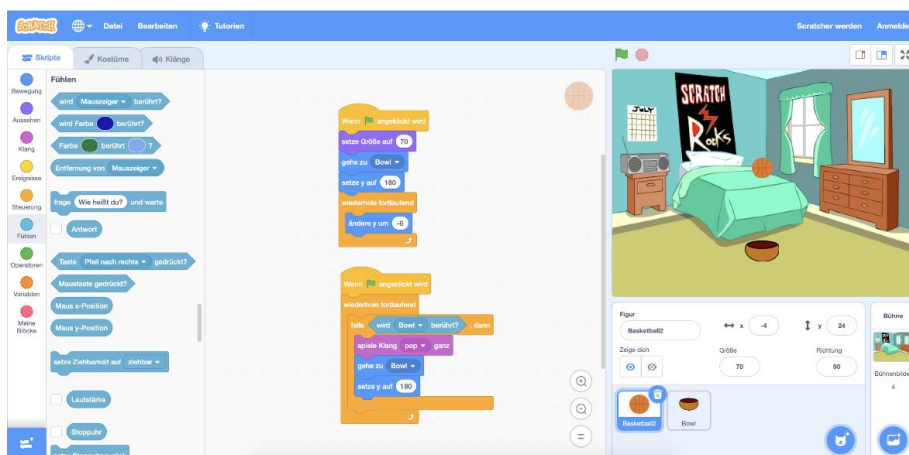 SCRATCH Datei Bearbeiten Tutorien Scratcher werden Anmelde
Skripte Kostüme Klänge
Bewegung
Aussehen
Klang
Ereignisse
Steuerung
Fühlen
Operatoren
Variablen
Meine
Blöcke
Fühlen
wird Mauszeiger berührt?
wird Farbe berührt?
Farbe berührt ?
Entfernung von Mauszeiger
frage Wie heißt du? und warte
Antwort
Taste Pfeil nach rechts gedrückt?
Maustaste gedrückt?
Maus x-Position
Maus y-Position
setze Ziehbarkeit auf ziehbar
Lautstärke
Stoppuhr
Wenn angeklickt wird
setze Größe auf 70
gehe zu Bowl
setze y auf 180
wiederhole fortlaufend
ändere y um -6
Wenn angeklickt wird
wiederhole fortlaufend
falls wird Bowl berührt? , dann
spiele Klang pop ganz
gehe zu Bowl
setze y auf 180
JULY
SCRATCH
Rocks
Figur
Basketball2 x -4 y 24
Zeige dich Größe Richtung
70 90
Basketball2 Bowl
Bühne
Bühnenbilde
4